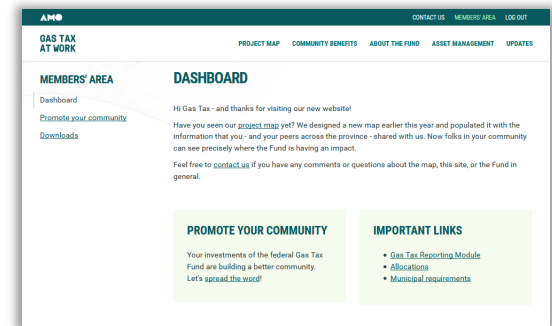 AMO
CONTACT US MEMBERS' AREA LOG OUT
GAS TAX
AT WORK
PROJECT MAP COMMUNITY BENEFITS ABOUT THE FUND ASSET MANAGEMENT UPDATES
MEMBERS' AREA
Dashboard
Promote your community
Downloads
DASHBOARD
Hi Gas Tax - and thanks for visiting our new website!
Have you seen our project map yet? We designed a new map earlier this year and populated it with the
information that you - and your peers across the province - shared with us. Now folks in your community
can see precisely where the Fund is having an impact.
Feel free to contact us if you have any comments or questions about the map, this site, or the Fund in
general.
PROMOTE YOUR COMMUNITY
Your investments of the federal Gas Tax
Fund are building a better community.
Let's spread the word!
IMPORTANT LINKS
• Gas Tax Reporting Module
• Allocations
• Municipal requirements